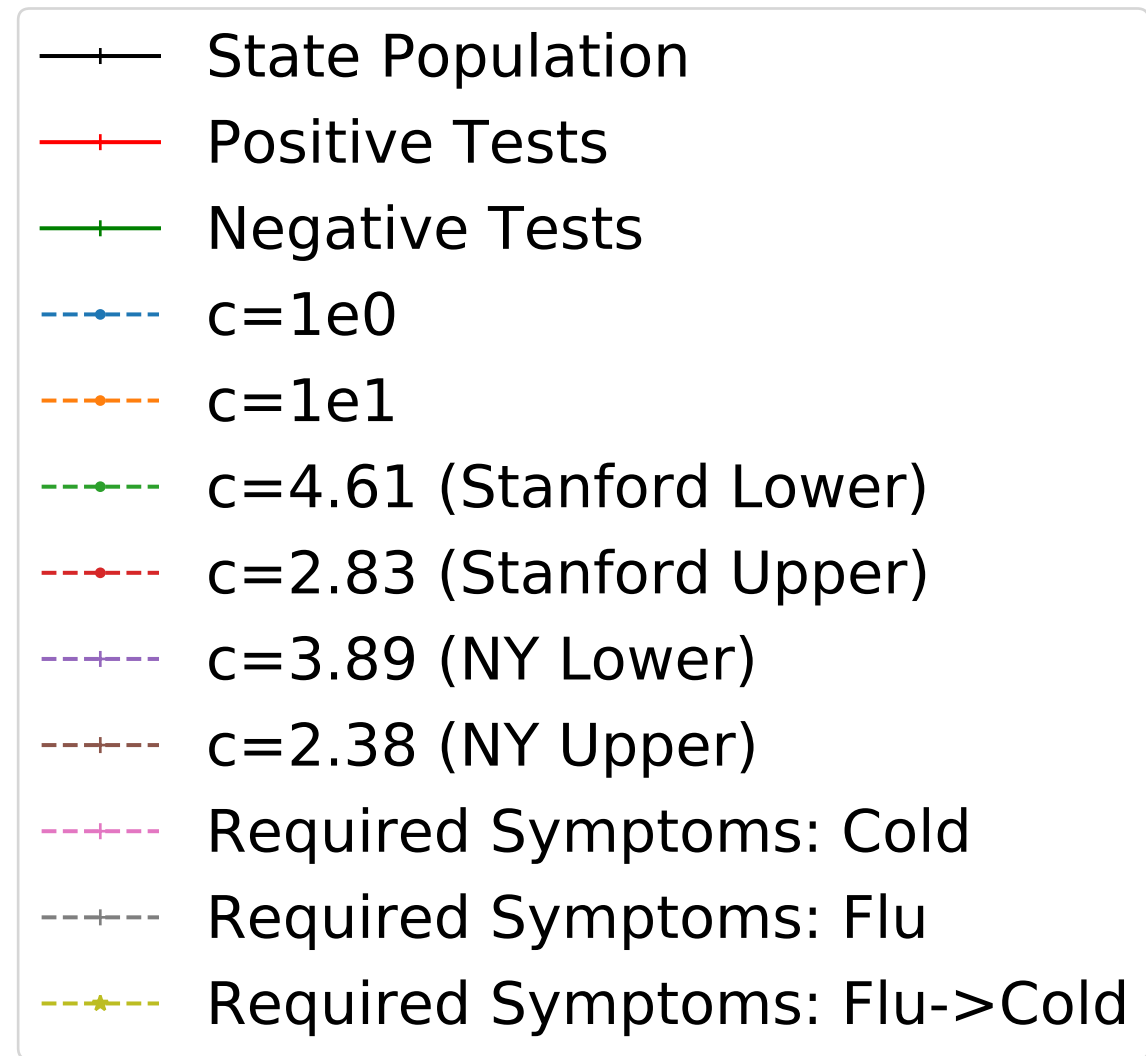 State Population
Positive Tests
Negative Tests
c=1e0
c=1e1
c=4.61 (Stanford Lower)
c=2.83 (Stanford Upper)
c=3.89 (NY Lower)
c=2.38 (NY Upper)
Required Symptoms: Cold
Required Symptoms: Flu
Required Symptoms: Flu->Cold